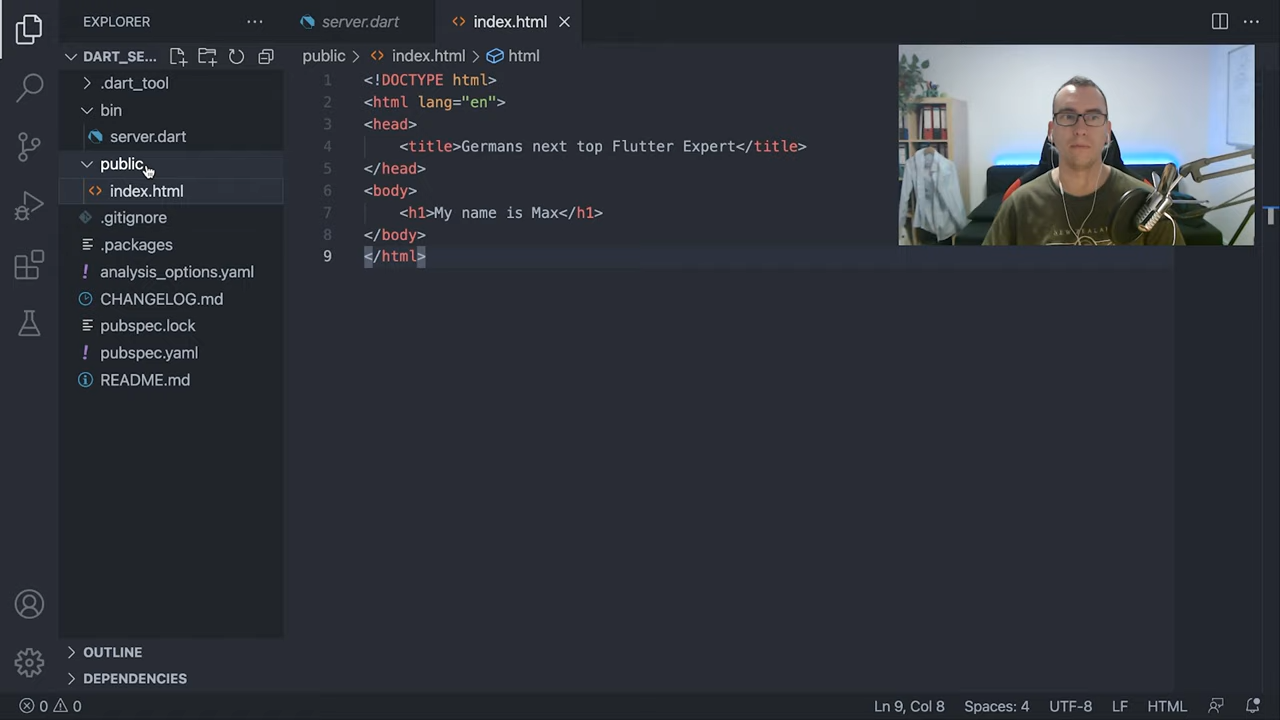 EXPLORER
server.dart
index.html
DART_SE...
public > index.html > html
.dart_tool
bin
server.dart
public
index.html
.gitignore
.packages
analysis_options.yaml
CHANGELOG.md
pubspec.lock
pubspec.yaml
README.md
1 <!DOCTYPE html>
2 <html lang="en">
3 <head>
4 <title>Germans next top Flutter Expert</title>
5 </head>
6 <body>
7 <h1>My name is Max</h1>
8 </body>
9 </html>
OUTLINE
DEPENDENCIES
0 0
Ln 9, Col 8
Spaces: 4
UTF-8
LF
HTML